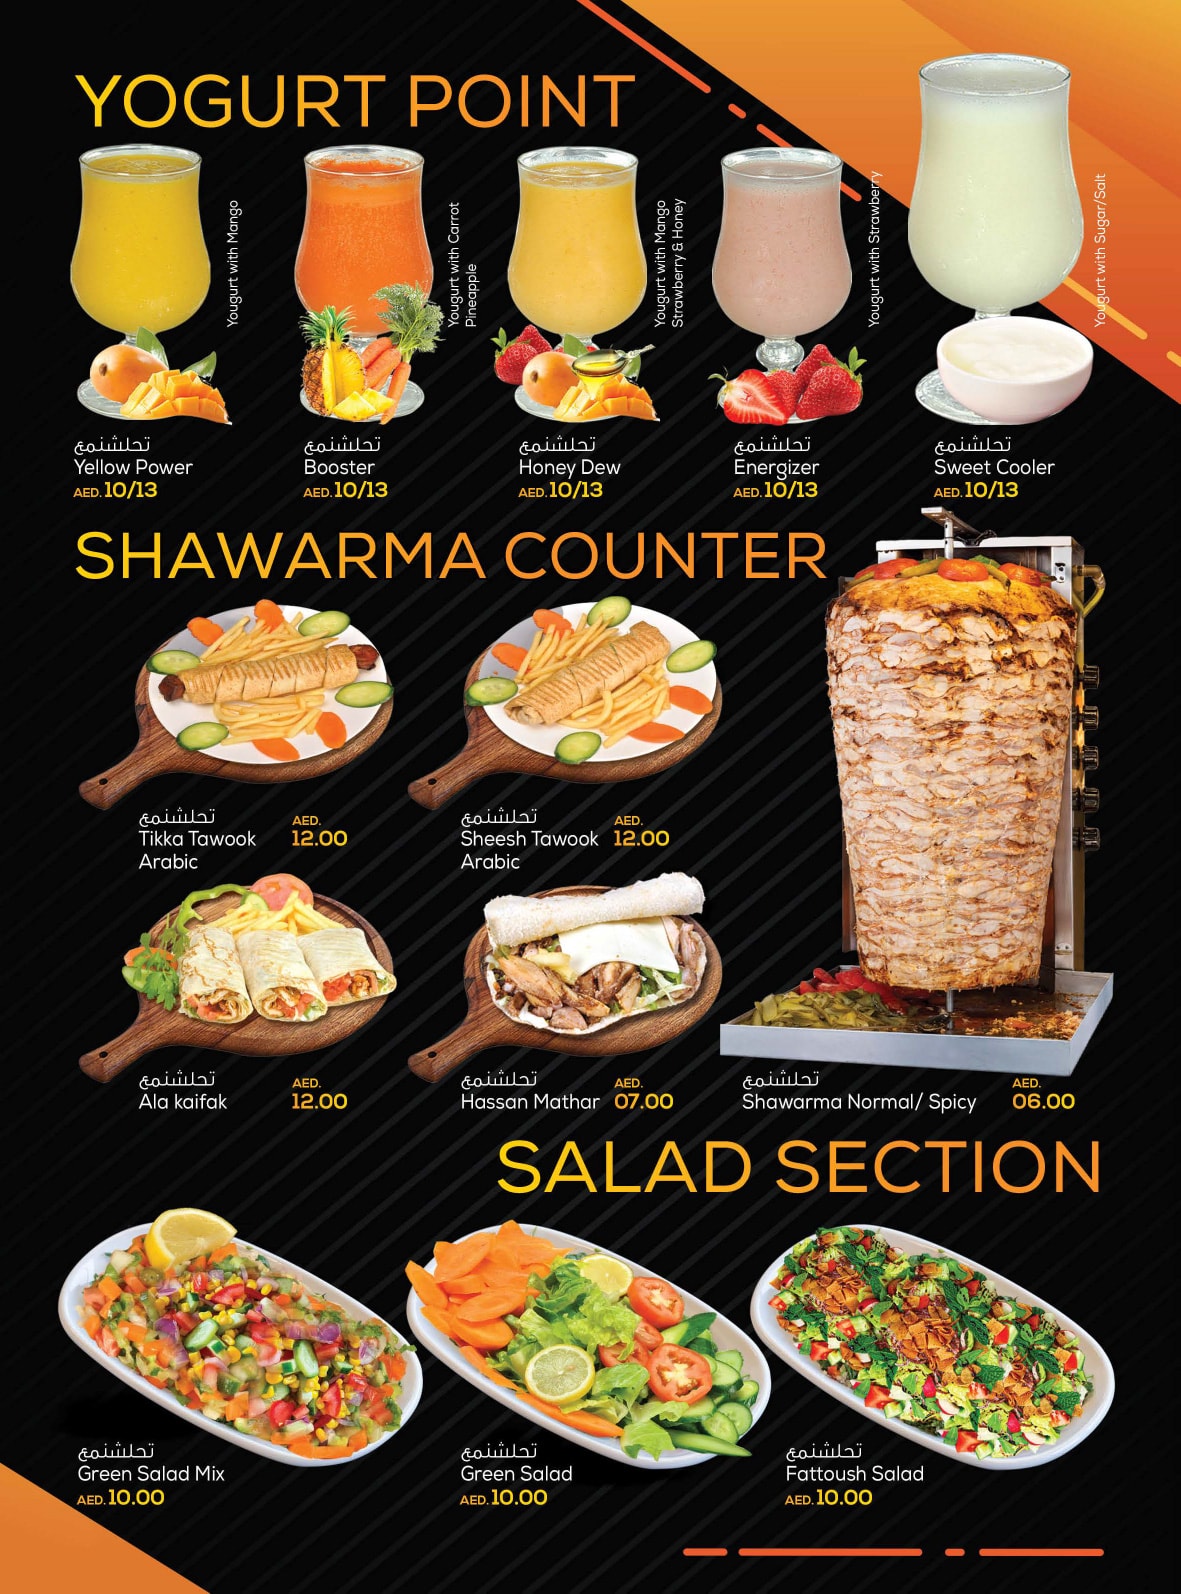 YOGURT POINT
Yougurt with Mango
Yougurt with Carrot
Pineapple
Yougurt with Mango
Strawberry & Honey
Yougurt with Strawberry
Yougurt with Sugar/Salt
تحلشنمع
Yellow Power
AED. 10/13
تحلشنمع
Booster
AED. 10/13
تحلشنمع
Honey Dew
AED. 10/13
تحلشنمع
Energizer
AED. 10/13
تحلشنمع
Sweet Cooler
AED. 10/13
SHAWARMA COUNTER
تحلشنمع
Tikka Tawook
Arabic
AED.
12.00
تحلشنمع
Sheesh Tawook
Arabic
AED.
12.00
تحلشنمع
Ala kaifak
AED.
12.00
تحلشنمع
Hassan Mathar
AED.
07.00
تحلشنمع
Shawarma Normal/ Spicy
AED.
06.00
SALAD SECTION
تحلشنمع
Green Salad Mix
AED. 10.00
تحلشنمع
Green Salad
AED. 10.00
تحلشنمع
Fattoush Salad
AED. 10.00